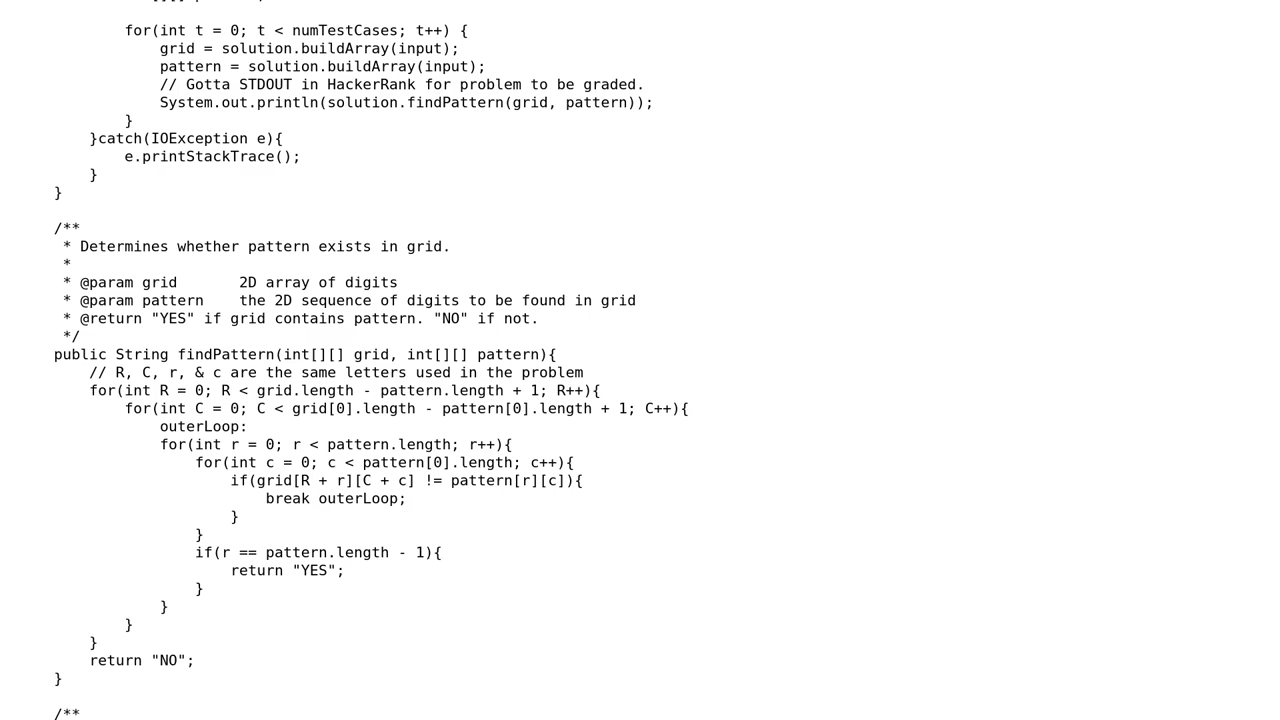 for(int t = 0; t < numTestCases; t++) {
grid = solution.buildArray(input);
pattern = solution.buildArray(input);
// Gotta STDOUT in HackerRank for problem to be graded.
System.out.println(solution.findPattern(grid, pattern));
}
}catch(IOException e){
e.printStackTrace();
}
}
/**
* Determines whether pattern exists in grid.
*
* @param grid       2D array of digits
* @param pattern    the 2D sequence of digits to be found in grid
* @return "YES" if grid contains pattern. "NO" if not.
*/
public String findPattern(int[][] grid, int[][] pattern){
// R, C, r, & c are the same letters used in the problem
for(int R = 0; R < grid.length - pattern.length + 1; R++){
for(int C = 0; C < grid[0].length - pattern[0].length + 1; C++){
outerLoop:
for(int r = 0; r < pattern.length; r++){
for(int c = 0; c < pattern[0].length; c++){
if(grid[R + r][C + c] != pattern[r][c]){
break outerLoop;
}
}
if(r == pattern.length - 1){
return "YES";
}
}
}
}
return "NO";
}
/**